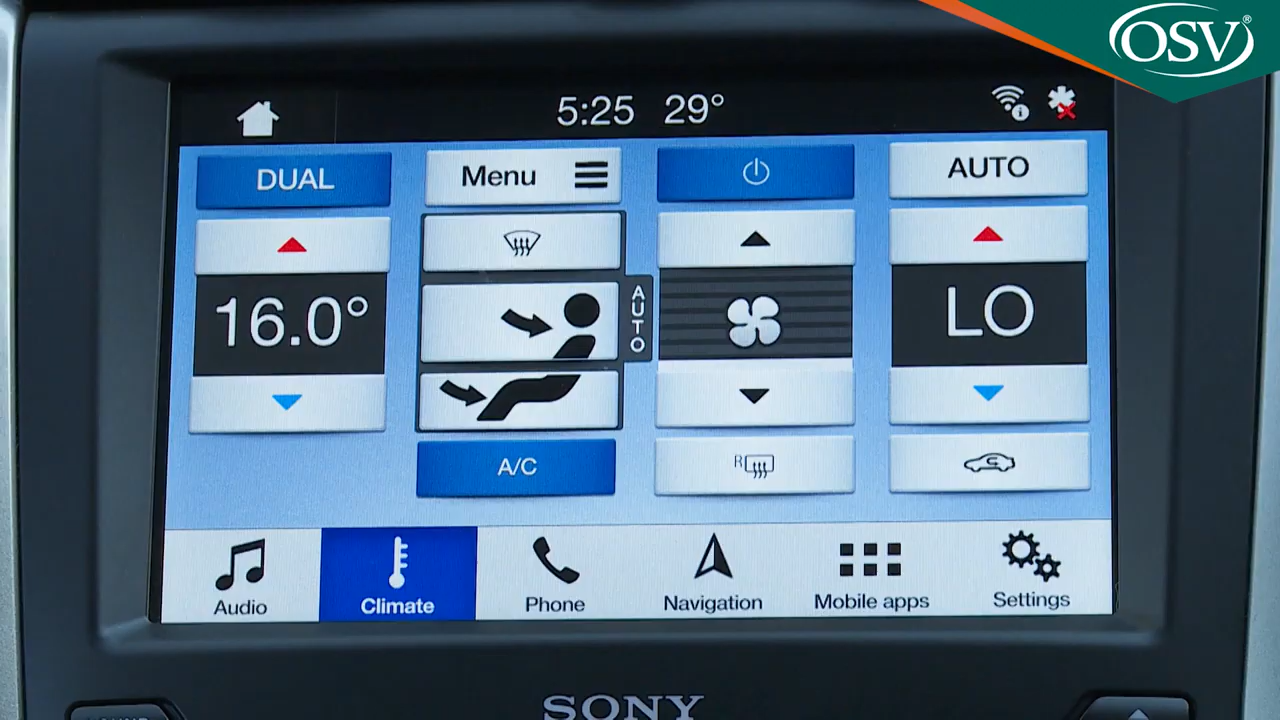 OSV®
5:25 29°
DUAL
Menu
AUTO
16.0°
AUTO
LO
A/C
R
Audio
Climate
Phone
Navigation
Mobile apps
Settings
SONY